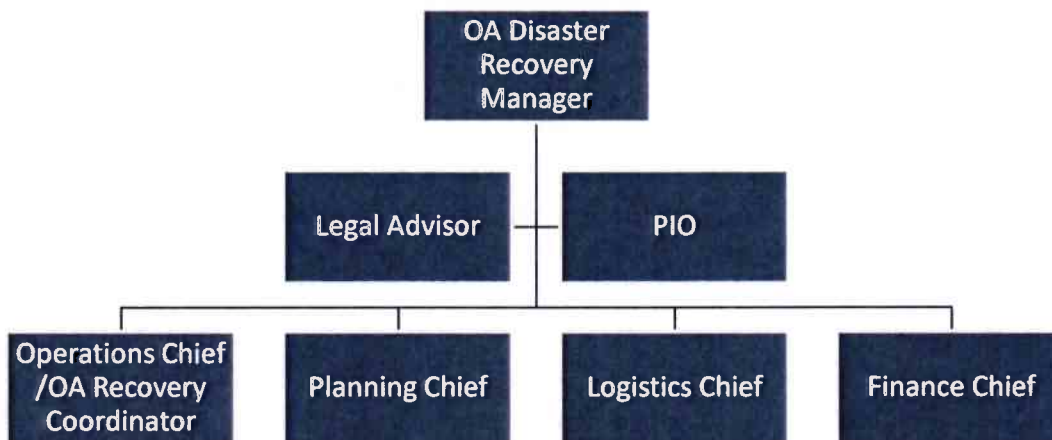 OA Disaster
Recovery
Manager
Legal Advisor
PIO
Operations Chief
/OA Recovery
Coordinator
Planning Chief
Logistics Chief
Finance Chief